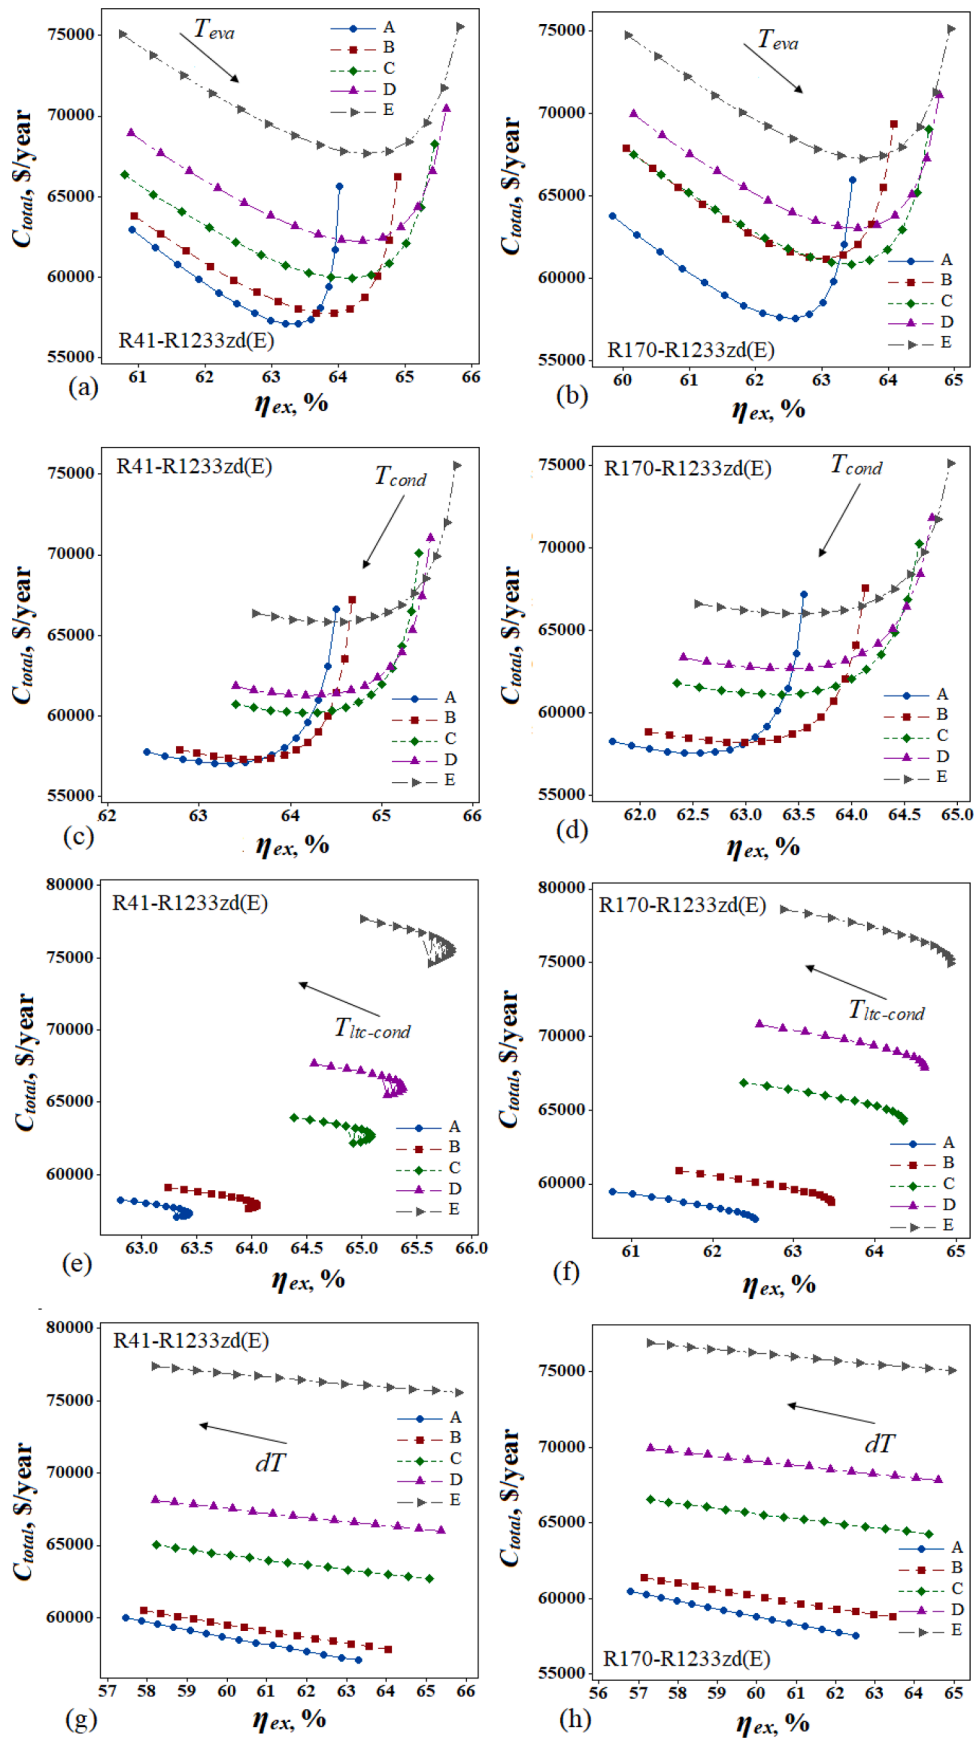 75000
70000
65000
60000
55000
C_total, $/year
T_eva
A
B
C
D
E
R41-R1233zd(E)
61 62 63 64 65 66
(a)
η_ex, %
75000
70000
65000
60000
55000
C_total, $/year
T_eva
A
B
C
D
E
R170-R1233zd(E)
60 61 62 63 64 65
(b)
η_ex, %
75000
70000
65000
60000
55000
C_total, $/year
R41-R1233zd(E)
T_cond
A
B
C
D
E
62 63 64 65 66
(c)
η_ex, %
75000
70000
65000
60000
55000
C_total, $/year
R170-R1233zd(E)
T_cond
A
B
C
D
E
62.0 62.5 63.0 63.5 64.0 64.5 65.0
(d)
η_ex, %
80000
75000
70000
65000
60000
C_total, $/year
R41-R1233zd(E)
T_ltc-cond
A
B
C
D
E
63.0 63.5 64.0 64.5 65.0 65.5 66.0
(e)
η_ex, %
80000
75000
70000
65000
60000
C_total, $/year
R170-R1233zd(E)
T_ltc-cond
A
B
C
D
E
61 62 63 64 65
(f)
η_ex, %
80000
75000
70000
65000
60000
C_total, $/year
R41-R1233zd(E)
dT
A
B
C
D
E
57 58 59 60 61 62 63 64 65 66
(g)
η_ex, %
75000
70000
65000
60000
55000
C_total, $/year
dT
A
B
C
D
E
R170-R1233zd(E)
56 57 58 59 60 61 62 63 64 65
(h)
η_ex, %